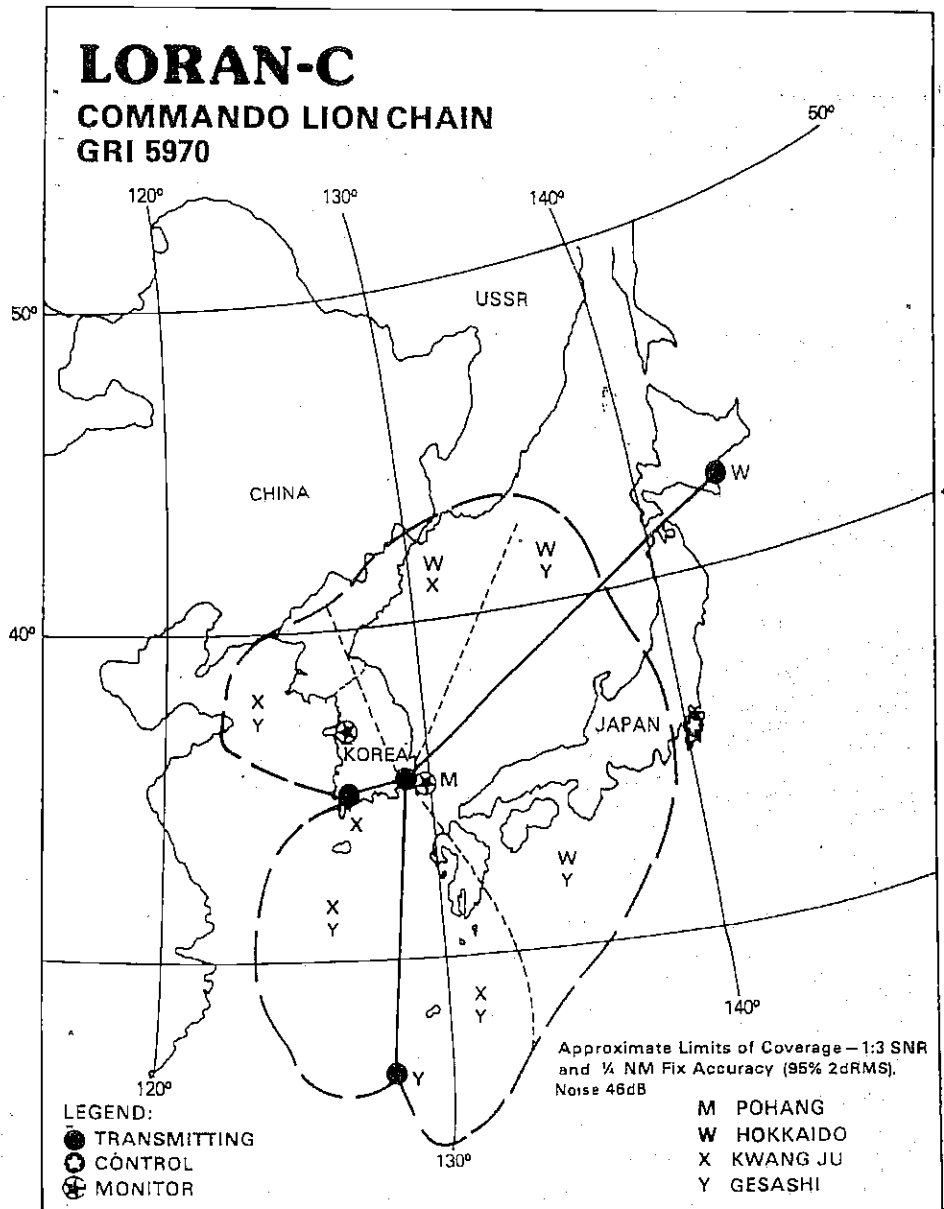 LORAN-C
COMMANDO LION CHAIN
GRI 5970
50°
120°
130°
140°
USSR
50°
W
CHINA
W
X
W
Y
40°
X
Y
JAPAN
KOREA
M
X
W
Y
X
Y
X
Y
140°
Approximate Limits of Coverage – 1:3 SNR
and ¼ NM Fix Accuracy (95% 2dRMS).
Noise 46dB
Y
120°
130°
LEGEND:
TRANSMITTING
CONTROL
MONITOR
M POHANG
W HOKKAIDO
X KWANG JU
Y GESASHI